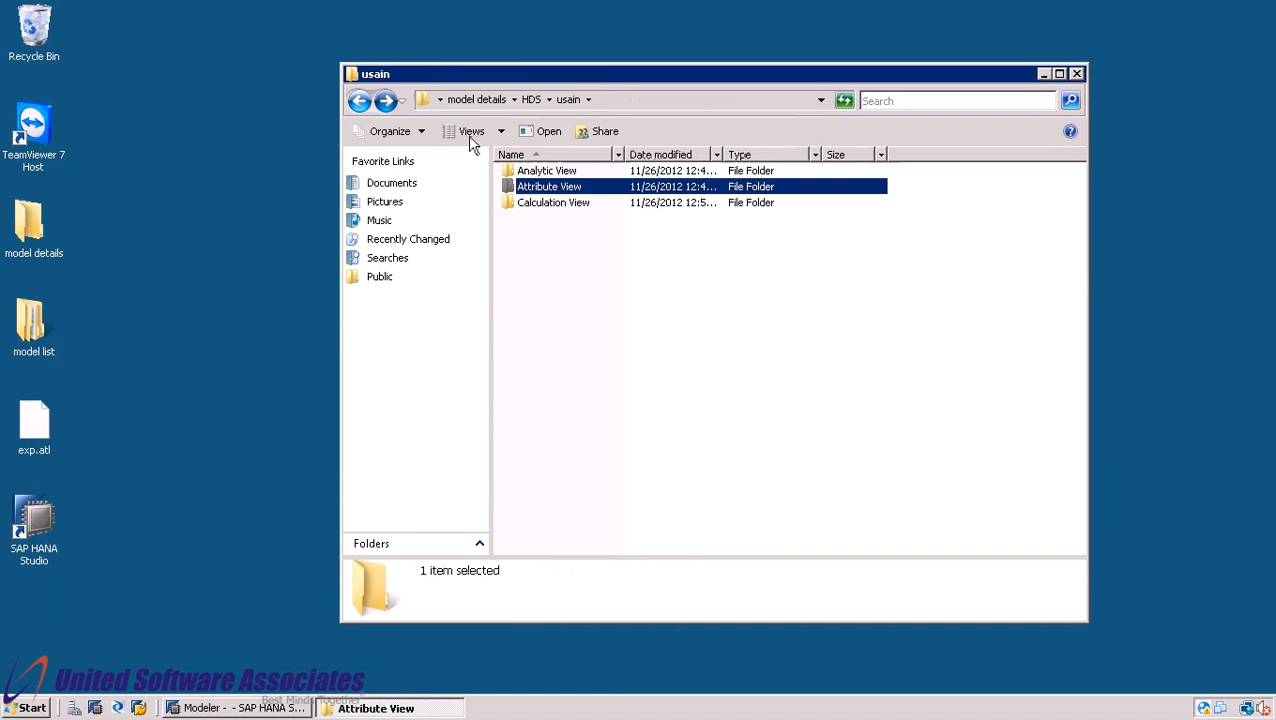 Recycle Bin
TeamViewer 7
Host
model details
model list
exp.atl
SAP HANA
Studio
usain
model details
HDS
usain
Search
Organize
Views
Open
Share
Favorite Links
Documents
Pictures
Music
Recently Changed
Searches
Public
Folders
Name
Date modified
Type
Size
Analytic View 11/26/2012 12:4... File Folder
Attribute View 11/26/2012 12:4... File Folder
Calculation View 11/26/2012 12:5... File Folder
1 item selected
United Software Associates
Best Minds Together
Start
Modeler - - SAP HANA S...
Attribute View